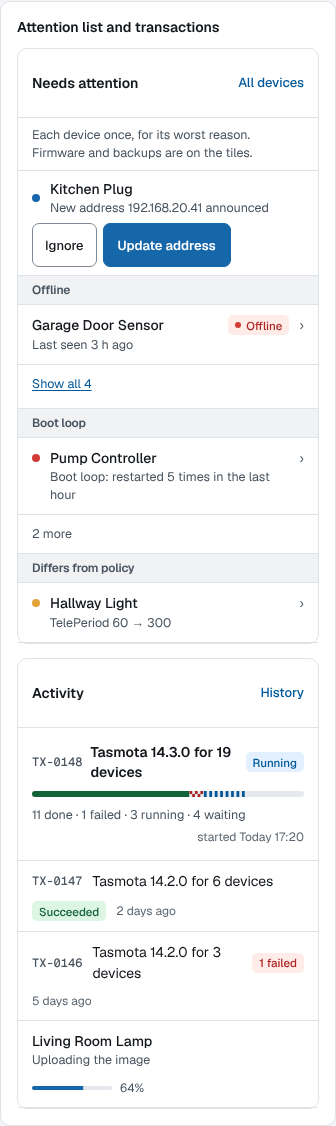 Attention list and transactions
Needs attention
All devices
Each device once, for its worst reason.
Firmware and backups are on the tiles.
Kitchen Plug
New address 192.168.20.41 announced
Ignore
Update address
Offline
Garage Door Sensor
Offline
›
Last seen 3 h ago
Show all 4
Boot loop
Pump Controller
›
Boot loop: restarted 5 times in the last
hour
2 more
Differs from policy
Hallway Light
›
TelePeriod 60 → 300
Activity
History
TX-0148
Tasmota 14.3.0 for 19
devices
Running
11 done · 1 failed · 3 running · 4 waiting
started Today 17:20
TX-0147
Tasmota 14.2.0 for 6 devices
Succeeded
2 days ago
TX-0146
Tasmota 14.2.0 for 3
devices
1 failed
5 days ago
Living Room Lamp
Uploading the image
64%